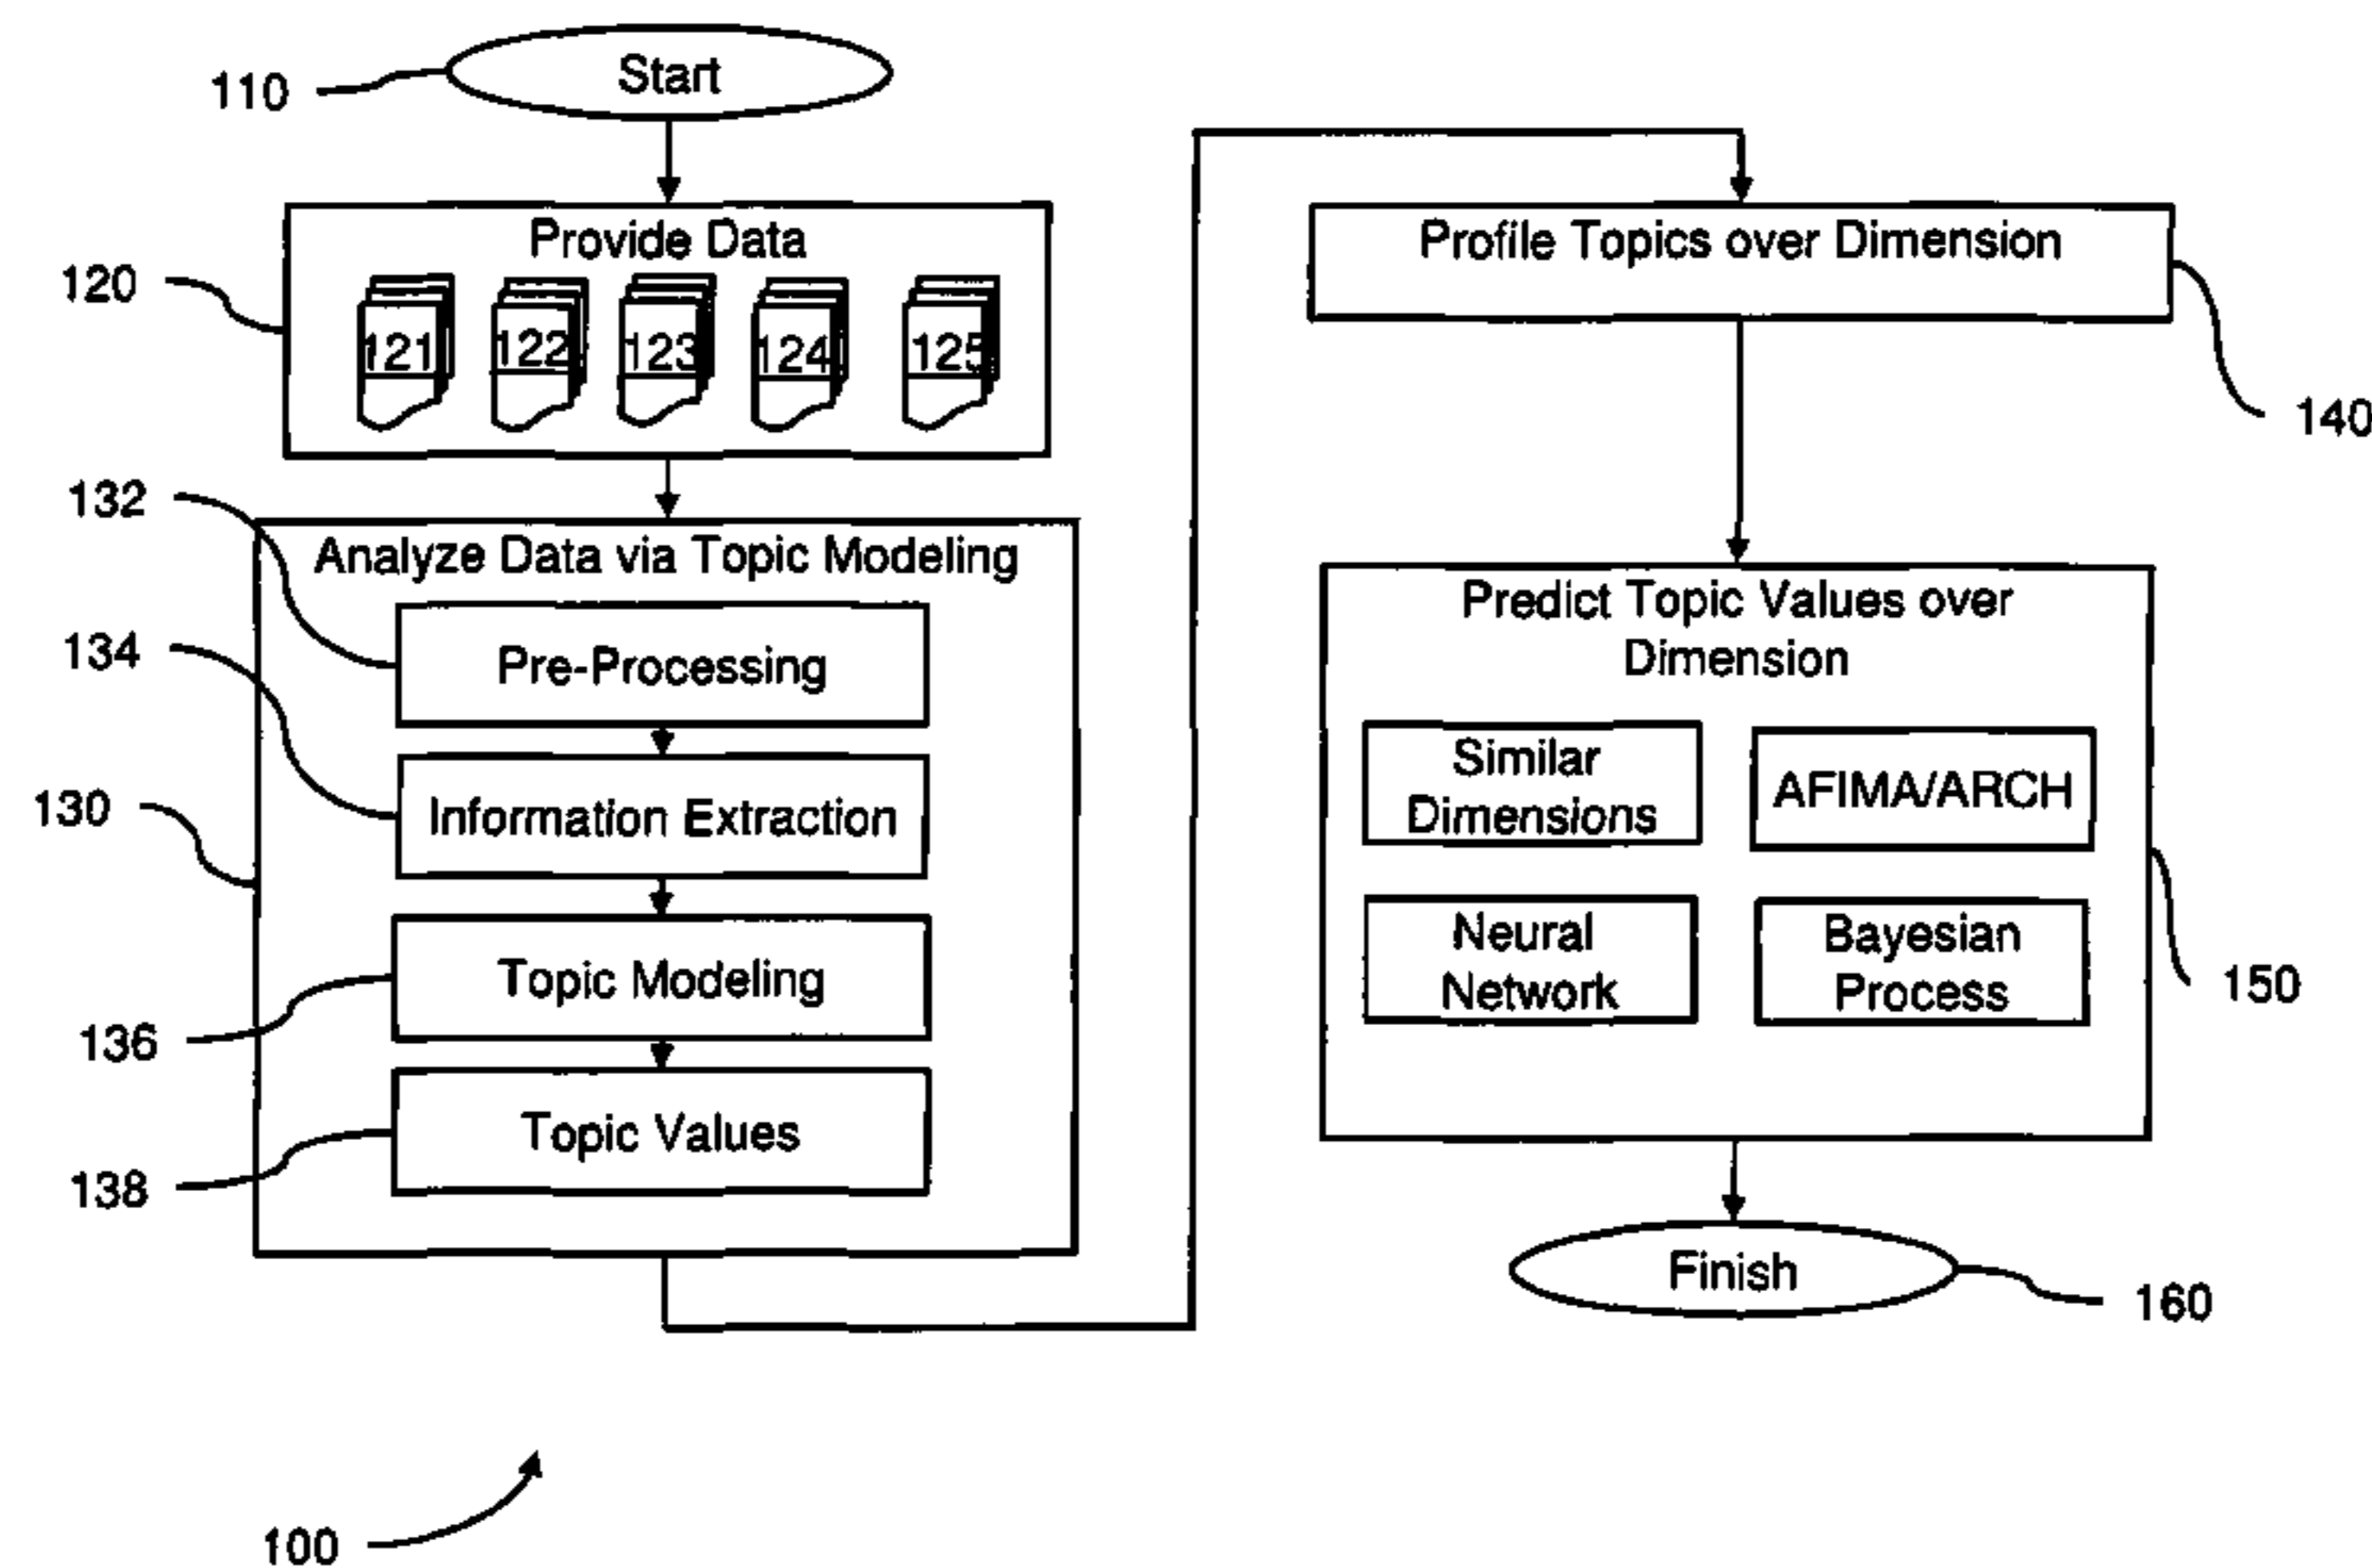 110
Start
Provide Data
120
121
122
123
124
125
132
Analyze Data via Topic Modeling
Pre-Processing
134
Information Extraction
130
Topic Modeling
136
Topic Values
138
100
Profile Topics over Dimension
140
Predict Topic Values over
Dimension
Similar
Dimensions
AFIMA/ARCH
Neural
Network
Bayesian
Process
150
Finish
160